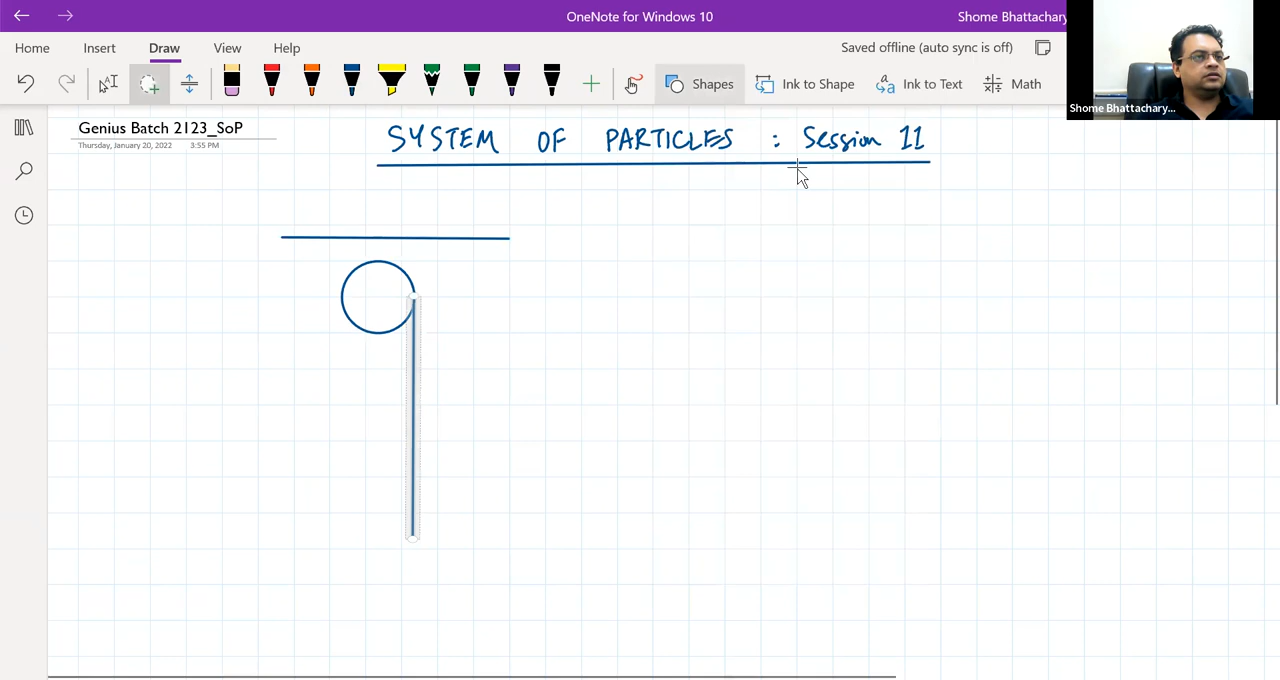 OneNote for Windows 10
Shome Bhattachary
Home Insert Draw View Help
Saved offline (auto sync is off)
Shapes Ink to Shape Ink to Text Math
Shome Bhattachary...
Genius Batch 2123_SoP
Thursday, January 20, 2022 3:55 PM
SYSTEM OF PARTICLES : Session 11